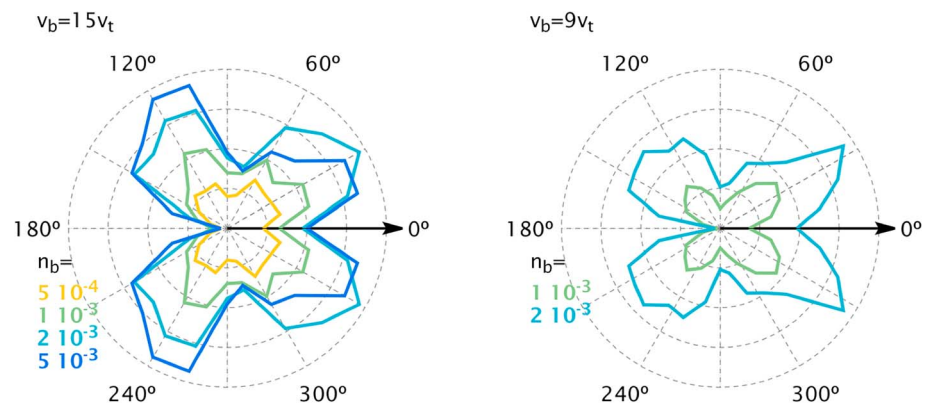 v_b=15v_t
120º
60º
180º
0º
n_b=
5 10^-4
1 10^-3
2 10^-3
5 10^-3
240º
300º
v_b=9v_t
120º
60º
180º
0º
n_b=
1 10^-3
2 10^-3
240º
300º